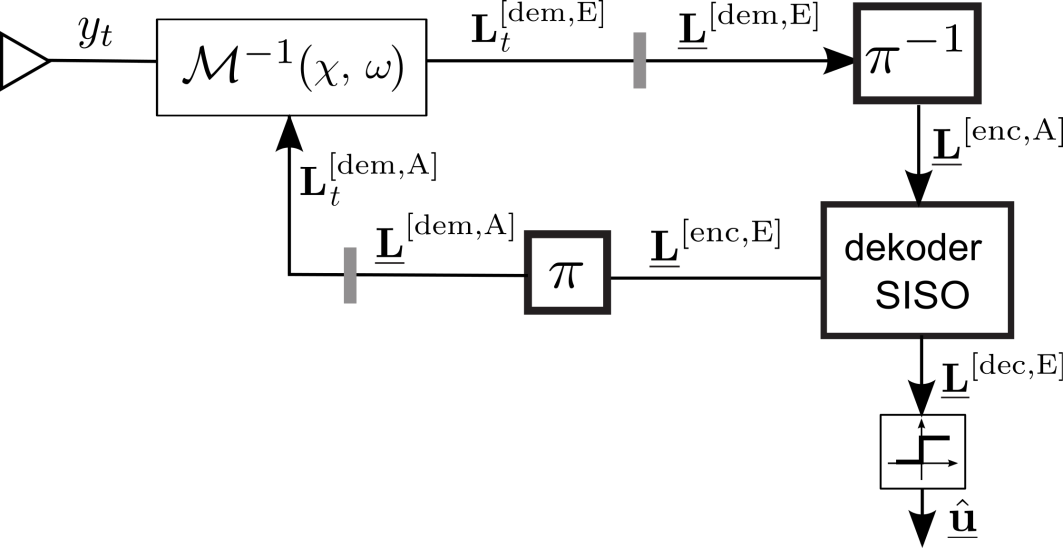 y_t
𝓜^{−1}(χ, ω)
𝐋_t^{[dem,E]}
𝐋̲^{[dem,E]}
π^{−1}
𝐋̲^{[enc,A]}
𝐋_t^{[dem,A]}
𝐋̲^{[dem,A]}
π
𝐋̲^{[enc,E]}
dekoder
SISO
𝐋̲^{[dec,E]}
𝐮̲̂